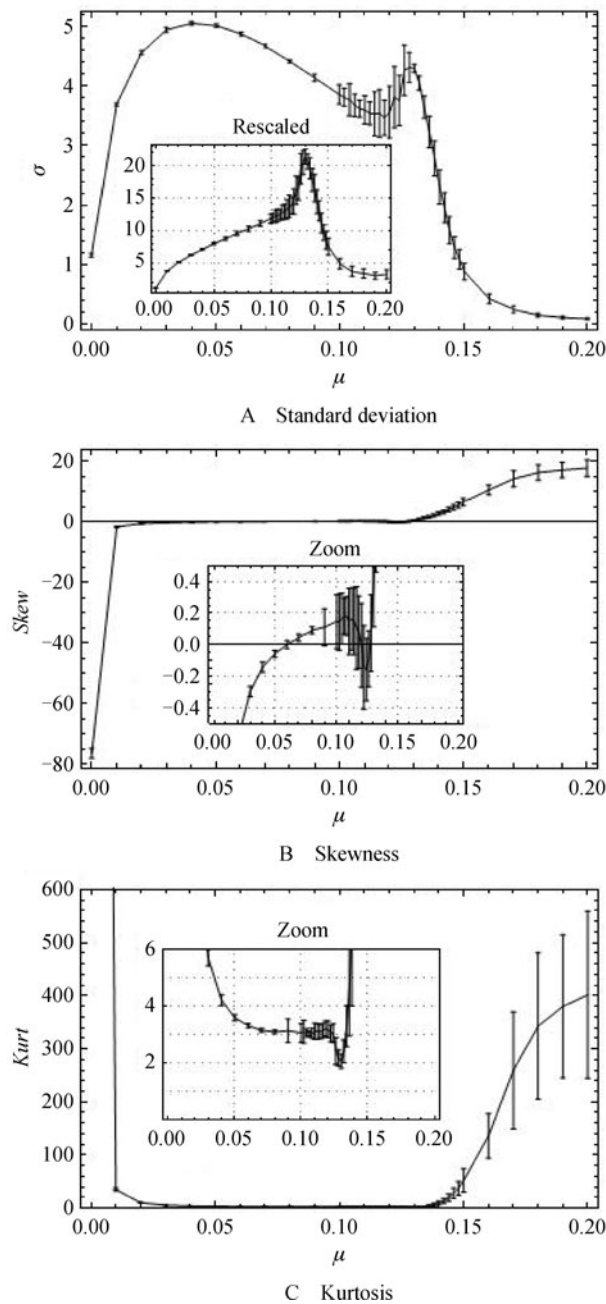 5
4
3
σ
2
1
0
Rescaled
20
15
10
5
0.00 0.05 0.10 0.15 0.20
0.00 0.05 0.10 0.15 0.20
μ
A Standard deviation
20
0
−20
Skew
−40
−60
−80
Zoom
0.4
0.2
0.0
−0.2
−0.4
0.00 0.05 0.10 0.15 0.20
0.00 0.05 0.10 0.15 0.20
μ
B Skewness
600
500
400
Kurt
300
200
100
0
Zoom
6
4
2
0.00 0.05 0.10 0.15 0.20
0.00 0.05 0.10 0.15 0.20
μ
C Kurtosis